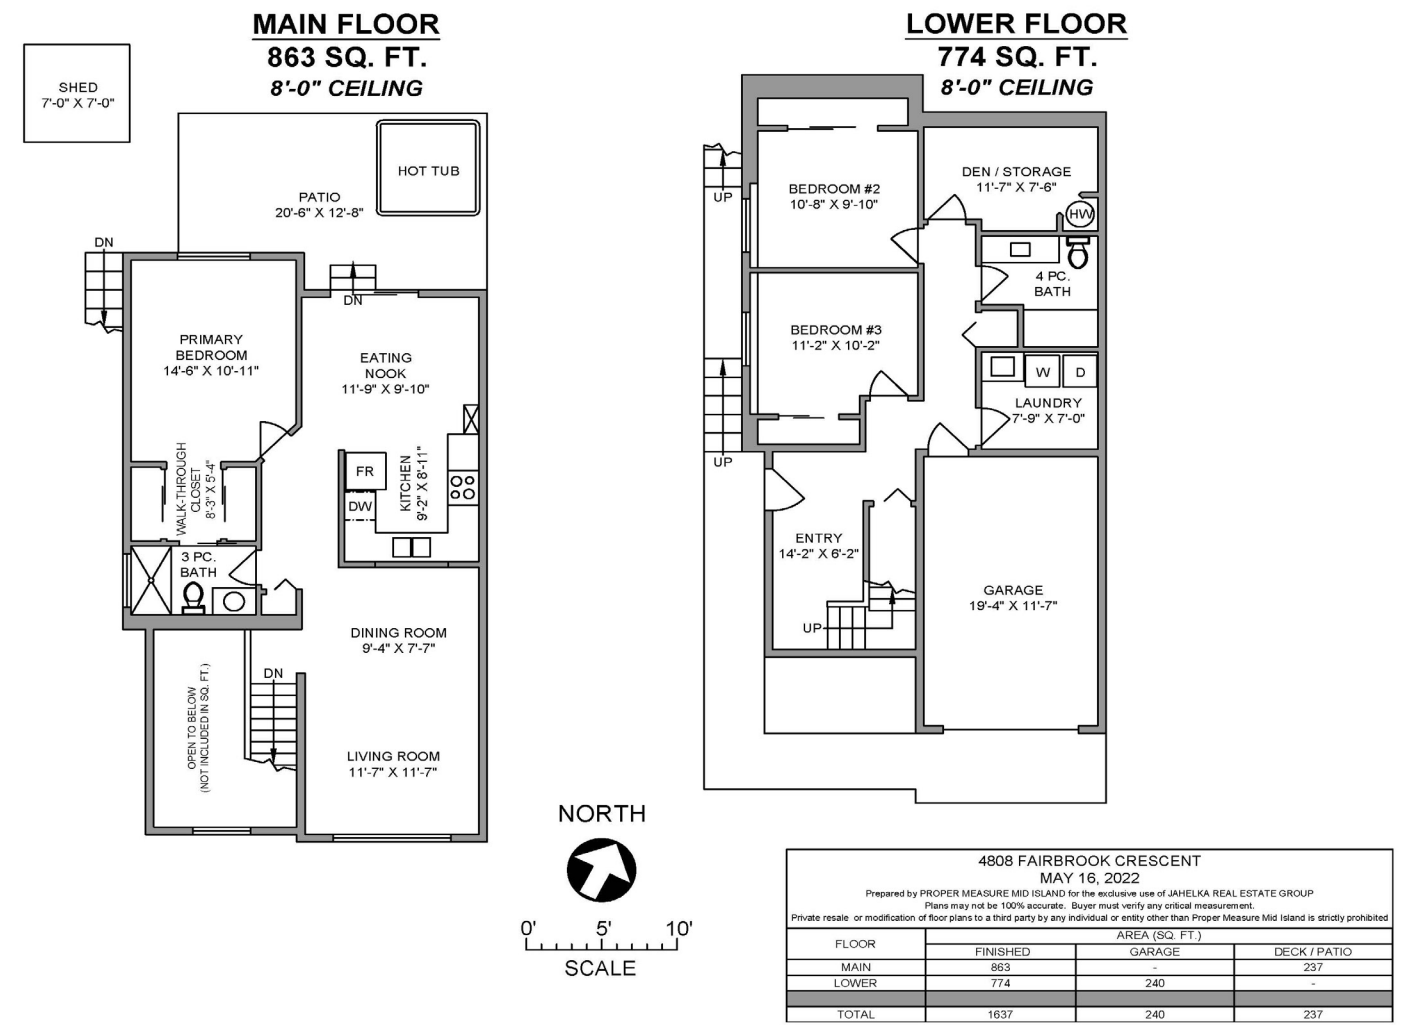 MAIN FLOOR
863 SQ. FT.
8'-0" CEILING
LOWER FLOOR
774 SQ. FT.
8'-0" CEILING
SHED
7'-0" X 7'-0"
HOT TUB
PATIO
20'-6" X 12'-8"
DN
DN
PRIMARY
BEDROOM
14'-6" X 10'-11"
EATING
NOOK
11'-9" X 9'-10"
WALK-THROUGH
CLOSET
8'-3" X 5'-4"
FR
DW
KITCHEN
9'-2" X 8'-11"
3 PC.
BATH
DINING ROOM
9'-4" X 7'-7"
DN
OPEN TO BELOW
(NOT INCLUDED IN SQ. FT.)
LIVING ROOM
11'-7" X 11'-7"
UP
BEDROOM #2
10'-8" X 9'-10"
DEN / STORAGE
11'-7" X 7'-6"
HW
4 PC.
BATH
BEDROOM #3
11'-2" X 10'-2"
W
D
LAUNDRY
7'-9" X 7'-0"
UP
ENTRY
14'-2" X 6'-2"
UP
GARAGE
19'-4" X 11'-7"
NORTH
0' 5' 10'
SCALE
4808 FAIRBROOK CRESCENT
MAY 16, 2022
Prepared by PROPER MEASURE MID ISLAND for the exclusive use of JAHELKA REAL ESTATE GROUP
Plans may not be 100% accurate. Buyer must verify any critical measurement.
Private resale or modification of floor plans to a third party by any individual or entity other than Proper Measure Mid Island is strictly prohibited
FLOOR AREA (SQ. FT.)
FINISHED GARAGE DECK / PATIO
MAIN 863 - 237
LOWER 774 240 -
TOTAL 1637 240 237